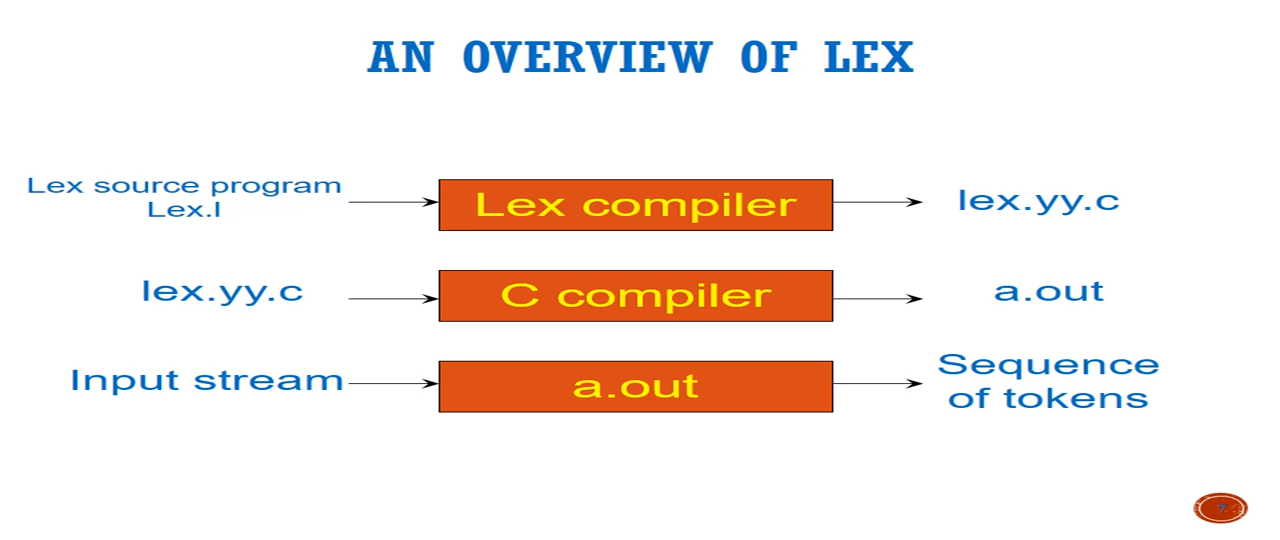 AN OVERVIEW OF LEX
Lex source program
Lex.l
Lex compiler
lex.yy.c
lex.yy.c
C compiler
a.out
Input stream
a.out
Sequence
of tokens